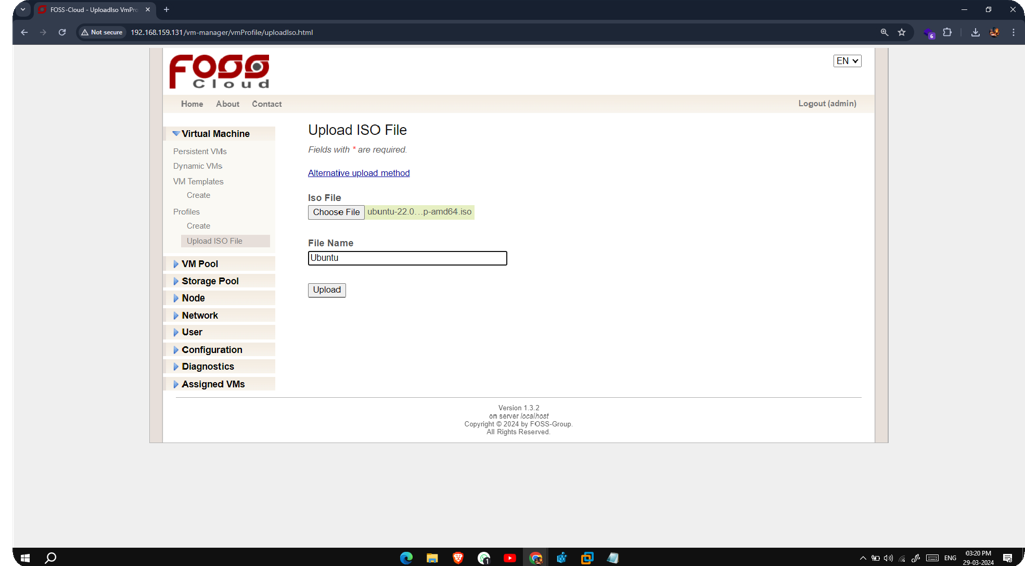 FOSS-Cloud - UploadIso VmPr
Not secure
192.168.159.131/vm-manager/vmProfile/uploadIso.html
6
FOSS
Cloud
EN
Home
About
Contact
Logout (admin)
Virtual Machine
Persistent VMs
Dynamic VMs
VM Templates
Create
Profiles
Create
Upload ISO File
VM Pool
Storage Pool
Node
Network
User
Configuration
Diagnostics
Assigned VMs
Upload ISO File
Fields with * are required.
Alternative upload method
Iso File
Choose File
ubuntu-22.0...p-amd64.iso
File Name
Ubuntu
Upload
Version 1.3.2
on server localhost
Copyright © 2024 by FOSS-Group.
All Rights Reserved.
ENG
03:20 PM
29-03-2024